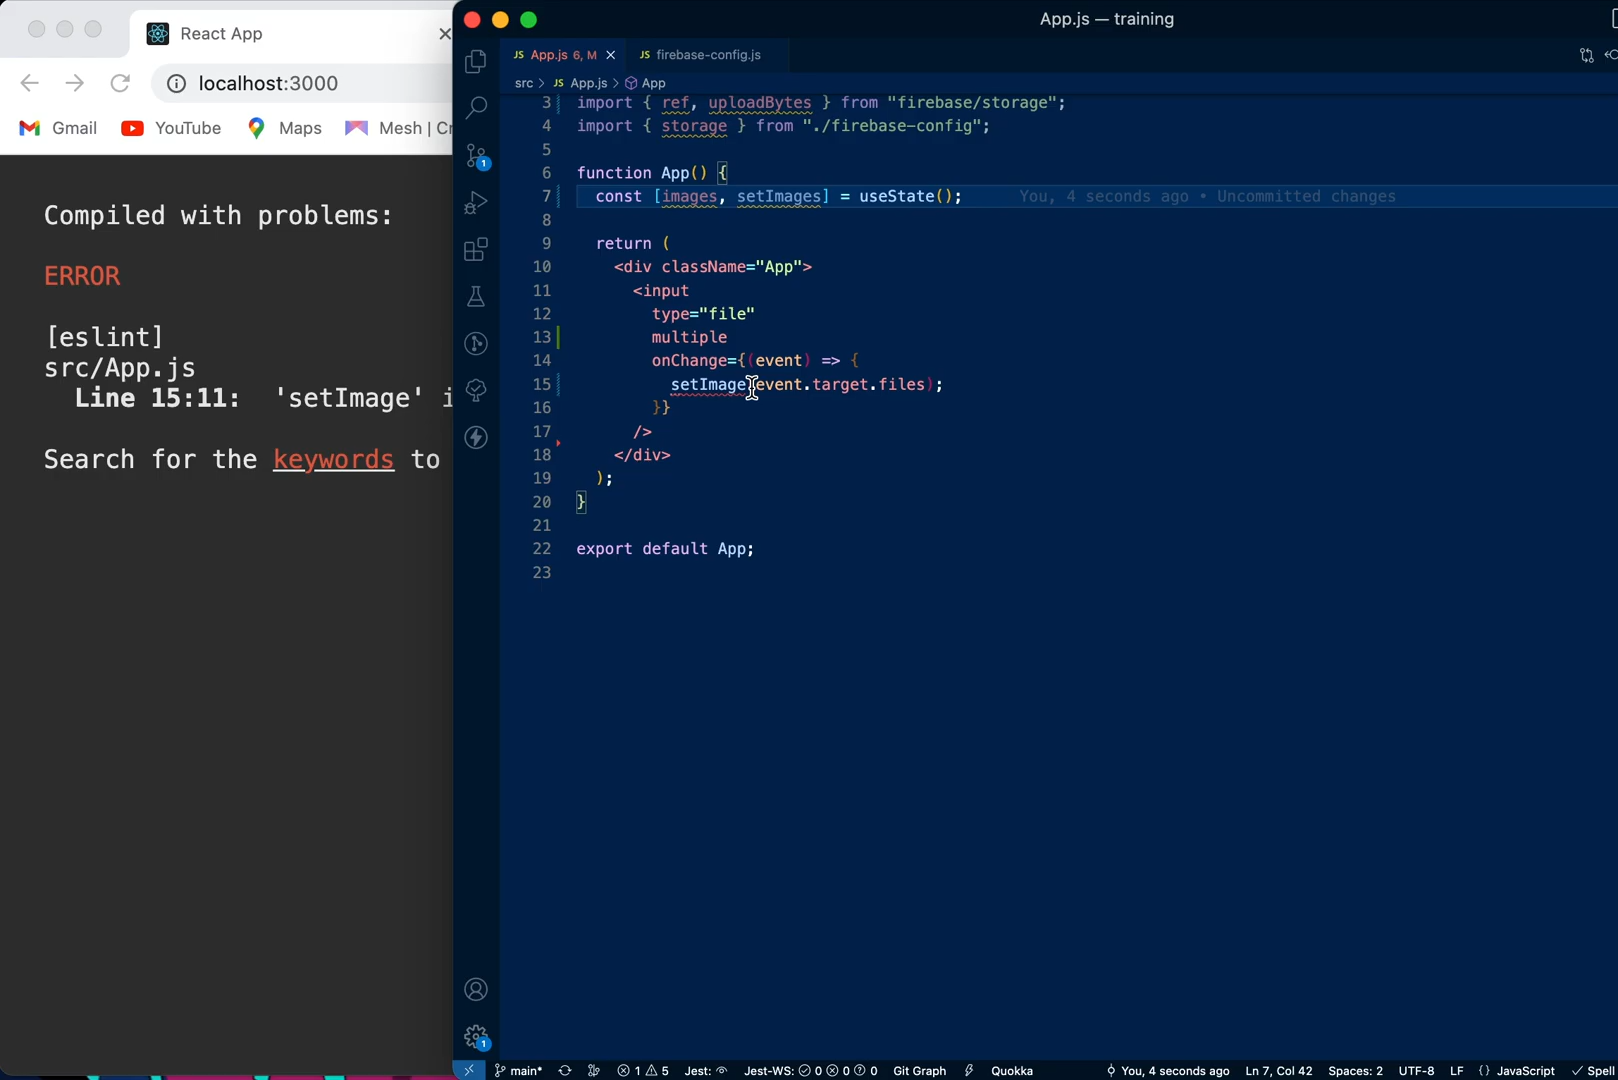 React App
localhost:3000
Gmail
YouTube
Maps
Mesh | Cr
Compiled with problems:
ERROR
[eslint]
src/App.js
Line 15:11: 'setImage' i
Search for the keywords to
App.js — training
JS App.js 6, M
JS firebase-config.js
src > JS App.js > App
3 import { ref, uploadBytes } from "firebase/storage";
4 import { storage } from "./firebase-config";
5
6 function App() {
7 const [images, setImages] = useState(); You, 4 seconds ago • Uncommitted changes
8
9 return (
10 <div className="App">
11 <input
12 type="file"
13 multiple
14 onChange={(event) => {
15 setImage(event.target.files);
16 }}
17 />
18 </div>
19 );
20 }
21
22 export default App;
23
1
1
main* 1 5 Jest: Jest-WS: 0 0 0 Git Graph Quokka You, 4 seconds ago Ln 7, Col 42 Spaces: 2 UTF-8 LF {} JavaScript Spell